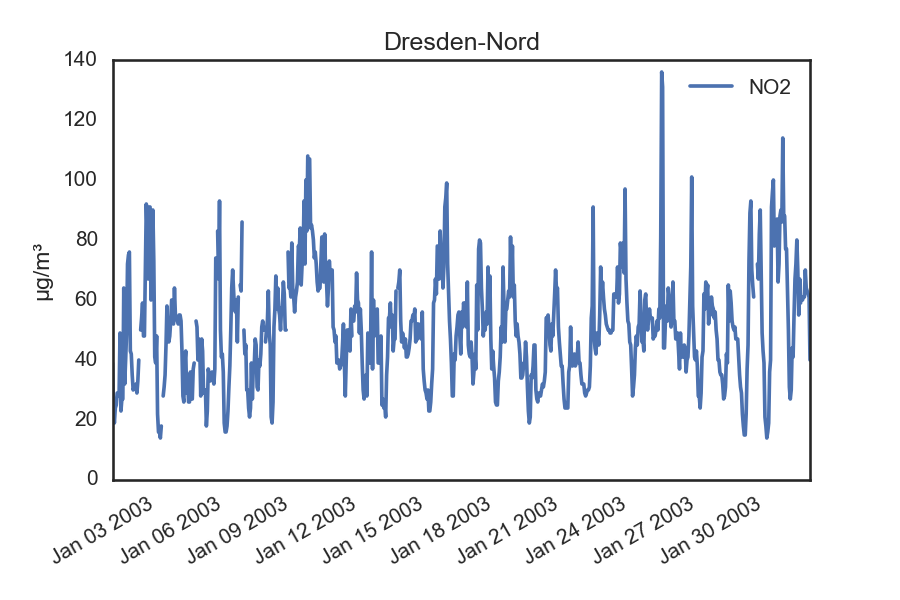 Dresden-Nord
NO2
µg/m³
140
120
100
80
60
40
20
0
Jan 03 2003
Jan 06 2003
Jan 09 2003
Jan 12 2003
Jan 15 2003
Jan 18 2003
Jan 21 2003
Jan 24 2003
Jan 27 2003
Jan 30 2003